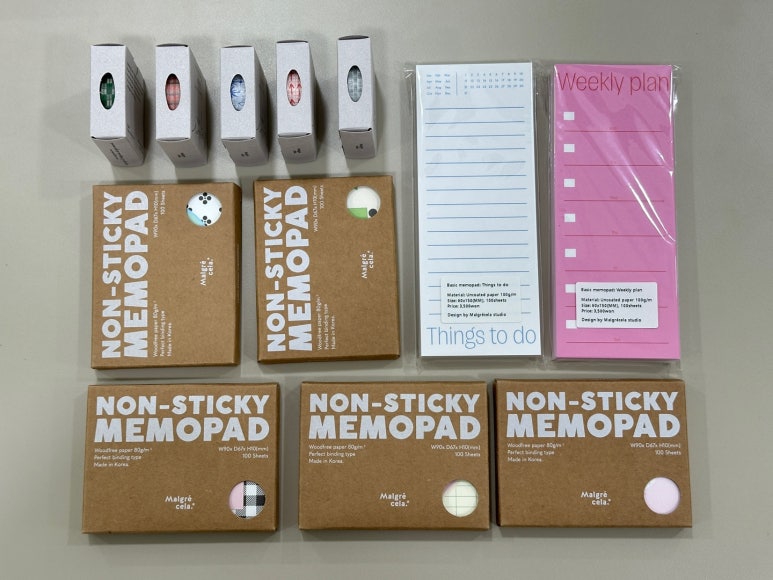 NON-STICKY
MEMOPAD
W90x D67x H10(mm)
100 Sheets
Malgré
cela.
Woodfree paper 80g/m²
Perfect binding type
Made in Korea.
NON-STICKY
MEMOPAD
W90x D67x H10(mm)
100 Sheets
Malgré
cela.
Woodfree paper 80g/m²
Perfect binding type
Made in Korea.
Basic memopad: Things to do
Material: Uncoated paper 100g/m
Size: 60x150(MM), 100sheets
Price: 3,500won
Design by Malgrécela studio
Things to do
Weekly plan
Basic memopad: Weekly plan
Material: Uncoated paper 100g/m
Size: 60x150(MM), 100sheets
Price: 3,500won
Design by Malgrécela studio
NON-STICKY
MEMOPAD
Woodfree paper 80g/m²
Perfect binding type
Made in Korea.
W90x D67x H10(mm)
100 Sheets
Malgré
cela.
NON-STICKY
MEMOPAD
Woodfree paper 80g/m²
Perfect binding type
Made in Korea.
W90x D67x H10(mm)
100 Sheets
Malgré
cela.
NON-STICKY
MEMOPAD
Woodfree paper 80g/m²
Perfect binding type
Made in Korea.
W90x D67x H10(mm)
100 Sheets
Malgré
cela.